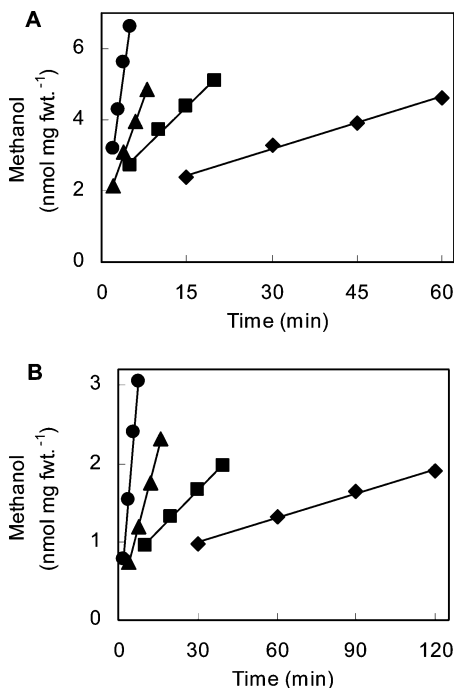 A
6
4
2
0
Methanol
(nmol mg fwt.-1)
0 15 30 45 60
Time (min)
B
3
2
1
0
Methanol
(nmol mg fwt.-1)
0 30 60 90 120
Time (min)